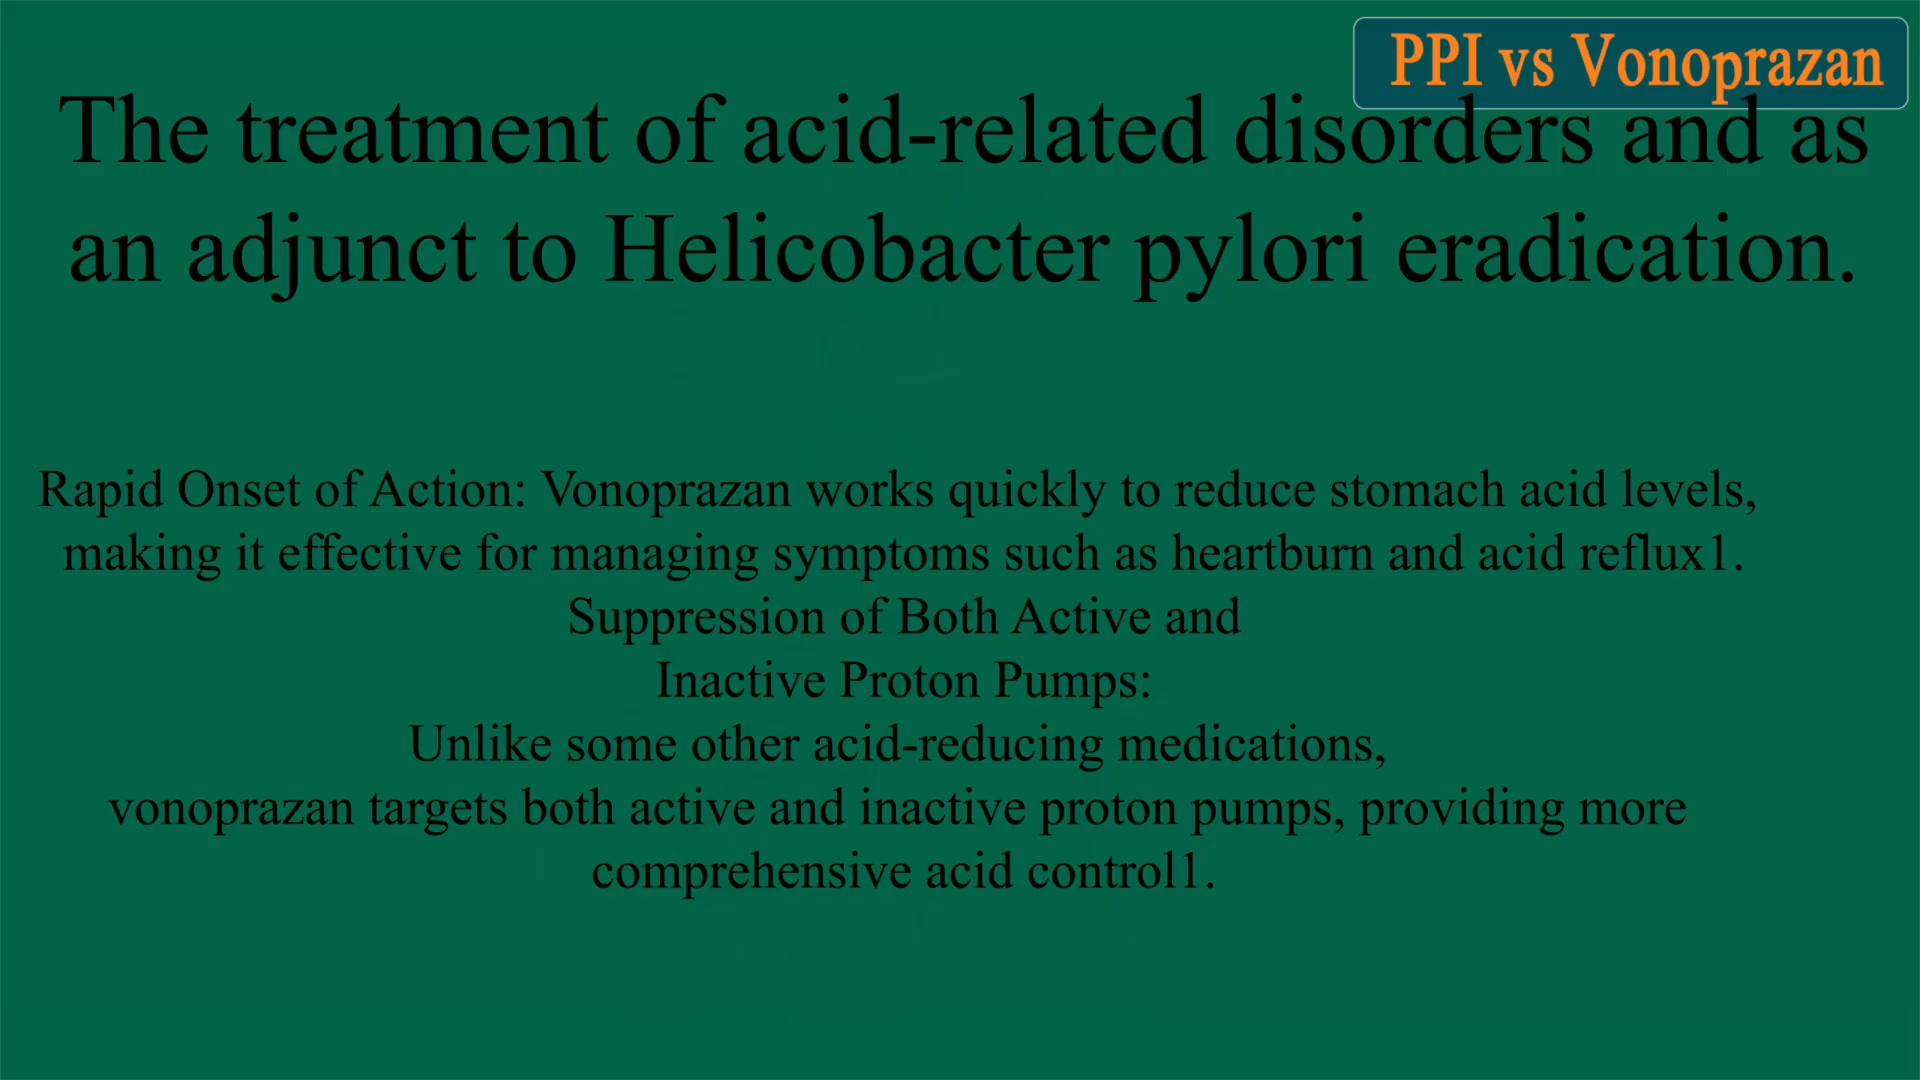 PPI vs Vonoprazan
The treatment of acid-related disorders and as
an adjunct to Helicobacter pylori eradication.
Rapid Onset of Action: Vonoprazan works quickly to reduce stomach acid levels,
making it effective for managing symptoms such as heartburn and acid reflux1.
Suppression of Both Active and
Inactive Proton Pumps:
Unlike some other acid-reducing medications,
vonoprazan targets both active and inactive proton pumps, providing more
comprehensive acid control1.